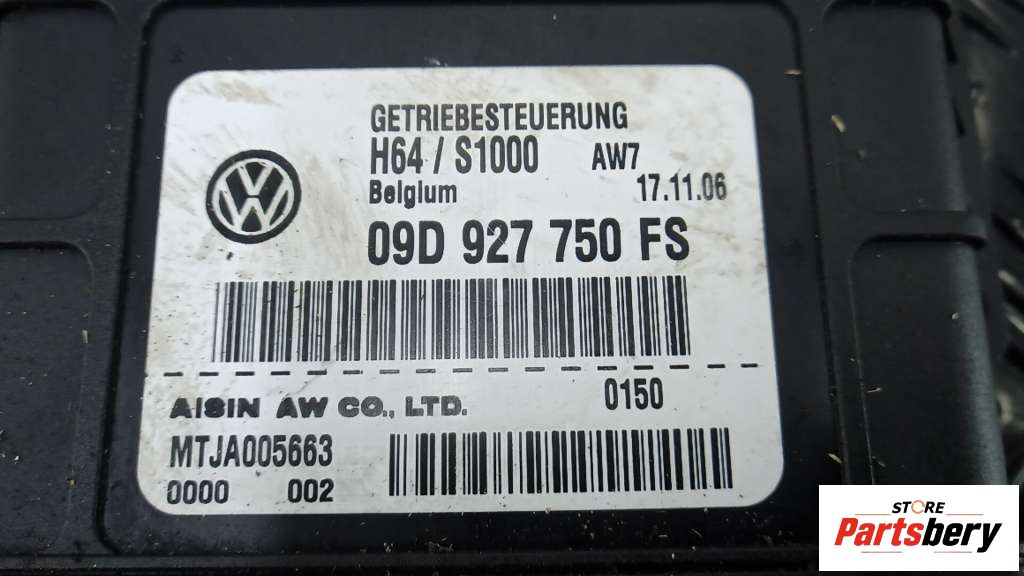 GETRIEBESTEUERUNG
H64 / S1000 AW7
Belgium 17.11.06
09D 927 750 FS
AISIN AW CO., LTD. 0150
MTJA005663
0000 002
STORE
Partsbery